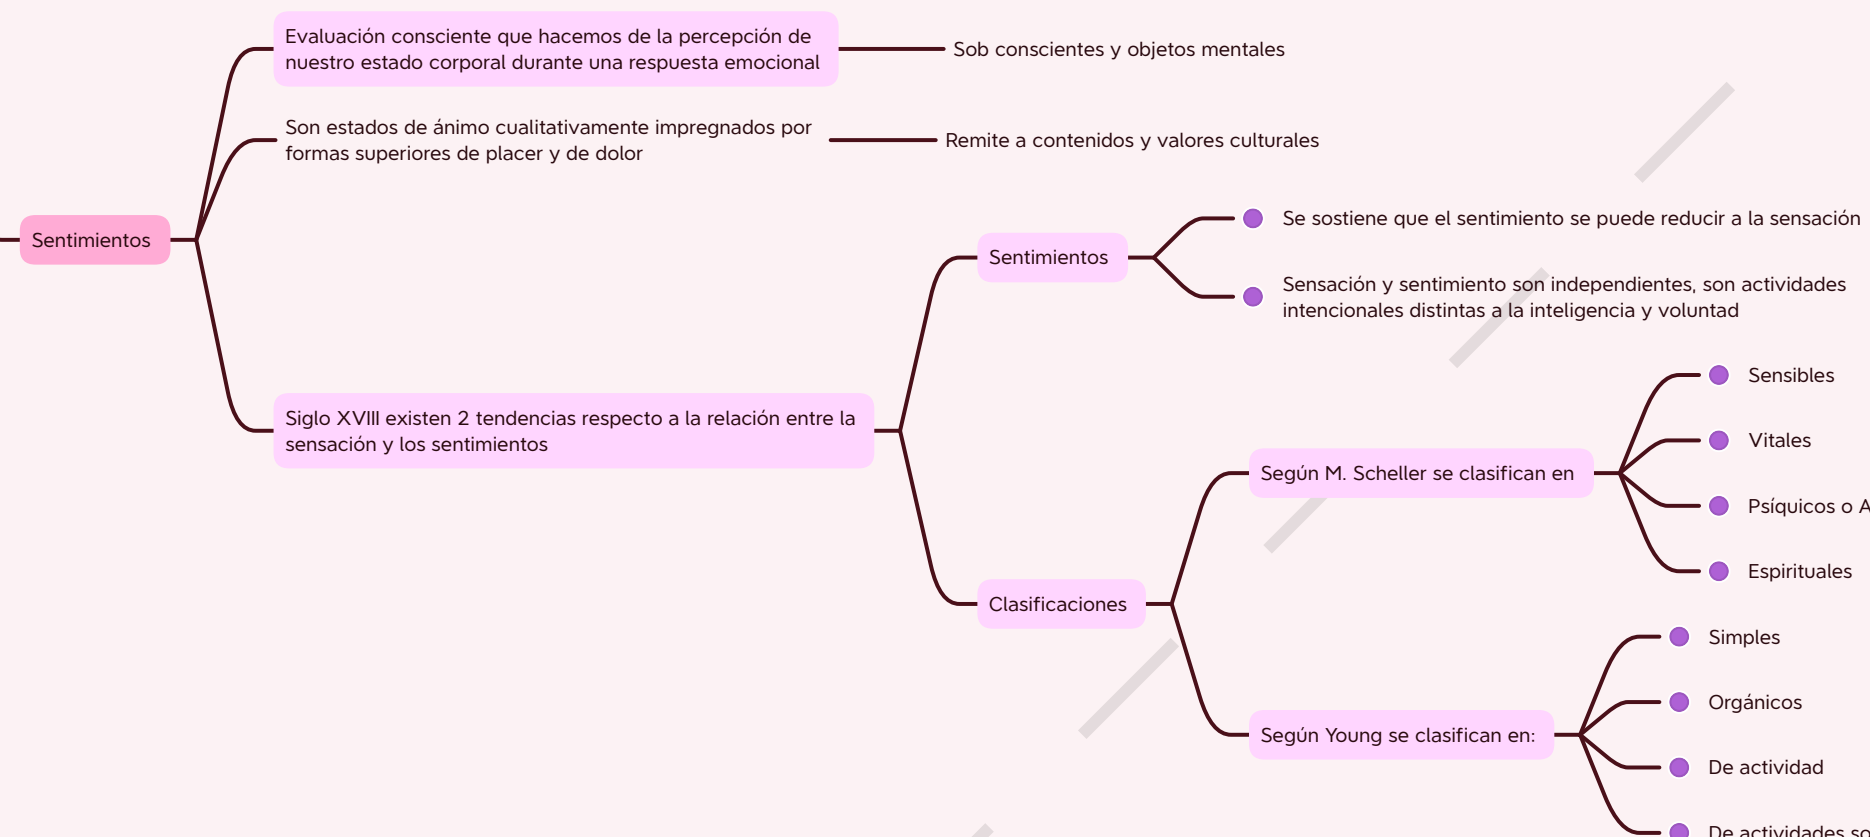 Evaluación consciente que hacemos de la percepción de
nuestro estado corporal durante una respuesta emocional
Sob conscientes y objetos mentales
Son estados de ánimo cualitativamente impregnados por
formas superiores de placer y de dolor
Remite a contenidos y valores culturales
Sentimientos
Siglo XVIII existen 2 tendencias respecto a la relación entre la
sensación y los sentimientos
Sentimientos
Se sostiene que el sentimiento se puede reducir a la sensación
Sensación y sentimiento son independientes, son actividades
intencionales distintas a la inteligencia y voluntad
Clasificaciones
Según M. Scheller se clasifican en
Sensibles
Vitales
Psíquicos o
Espirituales
Según Young se clasifican en:
Simples
Orgánicos
De actividad
De actividades